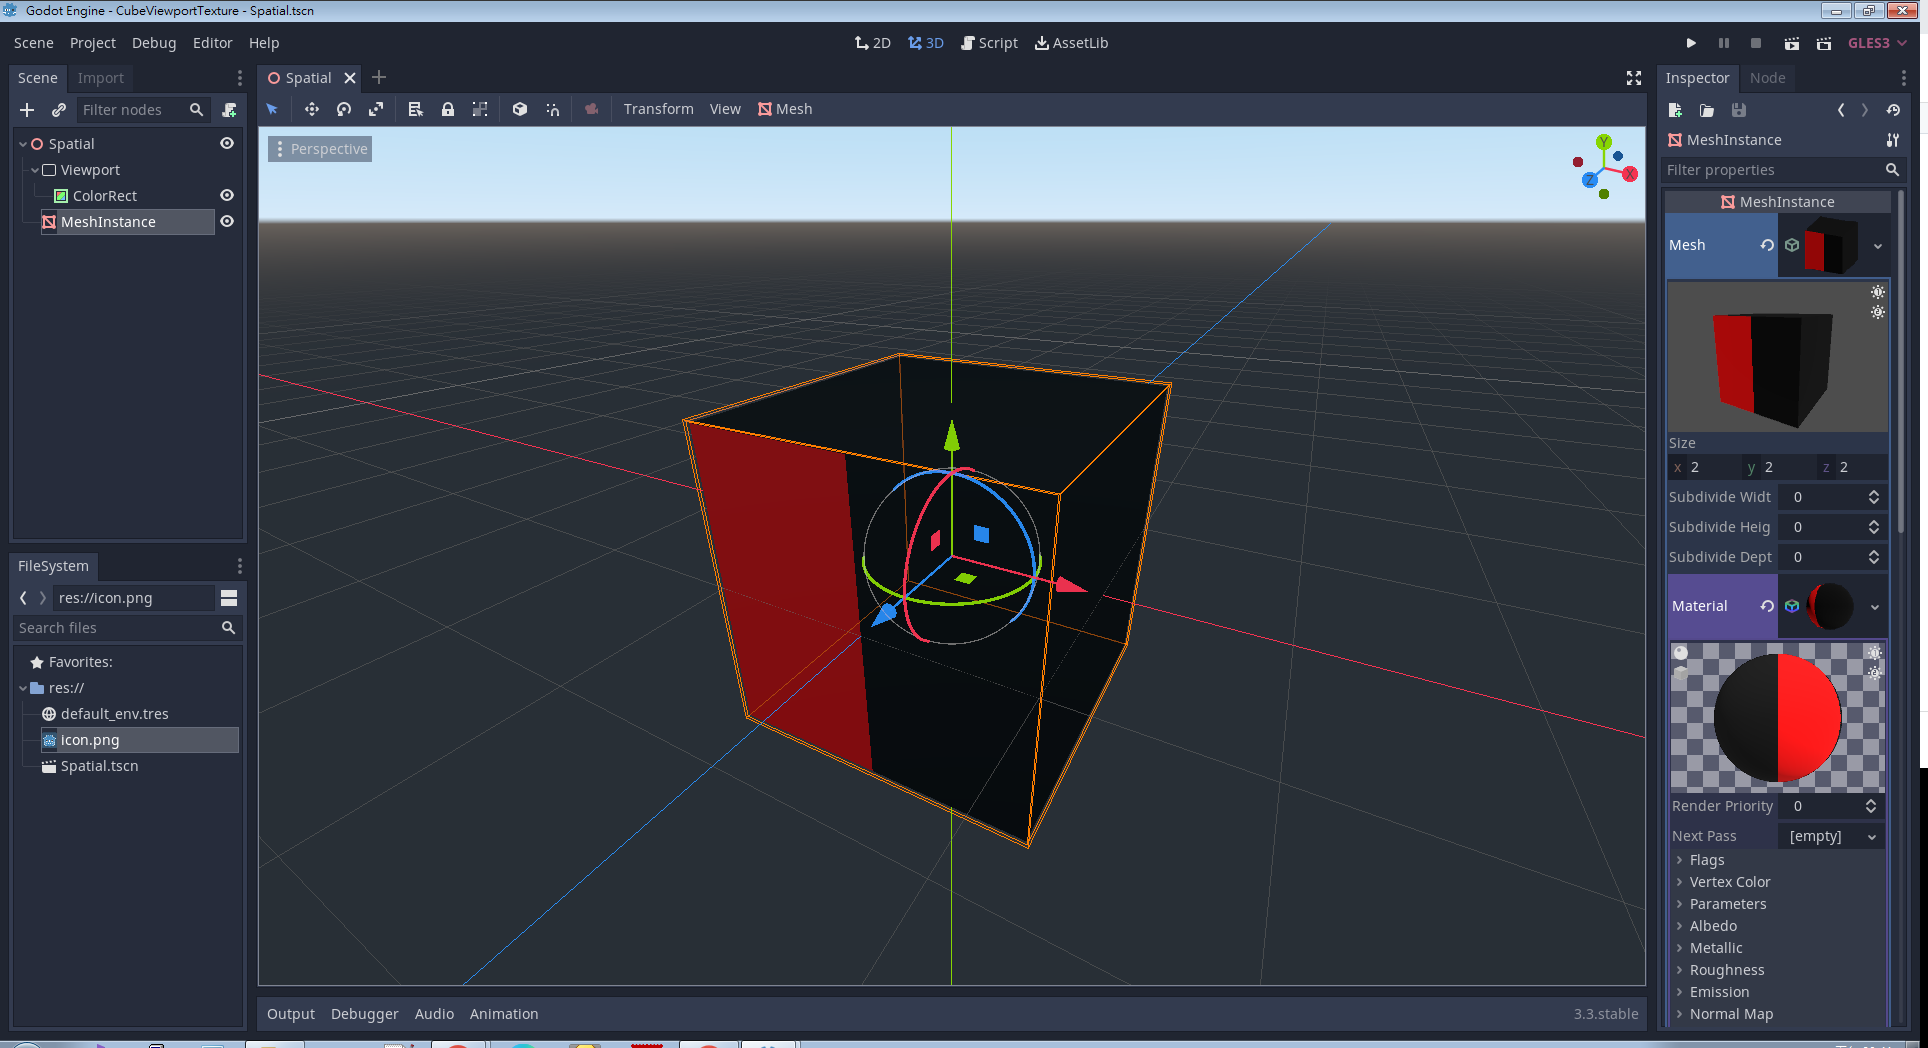 Godot Engine - CubeViewportTexture - Spatial.tscn
Scene Project Debug Editor Help
2D 3D Script AssetLib
GLES3
Scene Import
Filter nodes
Spatial
Viewport
ColorRect
MeshInstance
FileSystem
res://icon.png
Search files
Favorites:
res://
default_env.tres
icon.png
Spatial.tscn
Spatial
Transform View Mesh
Perspective
Y
X
Z
Output Debugger Audio Animation
3.3.stable
Inspector Node
MeshInstance
Filter properties
MeshInstance
Mesh
Size
x 2 y 2 z 2
Subdivide Widt 0
Subdivide Heig 0
Subdivide Dept 0
Material
Render Priority 0
Next Pass [empty]
Flags
Vertex Color
Parameters
Albedo
Metallic
Roughness
Emission
Normal Map